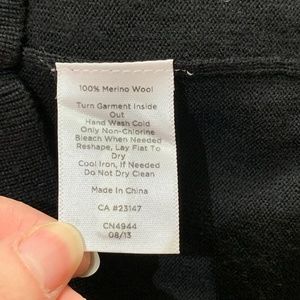 100% Merino Wool
Turn Garment Inside
Out
Hand Wash Cold
Only Non-Chlorine
Bleach When Needed
Reshape, Lay Flat To
Dry
Cool Iron, If Needed
Do Not Dry Clean
Made In China
CA #23147
CN4944
08/13